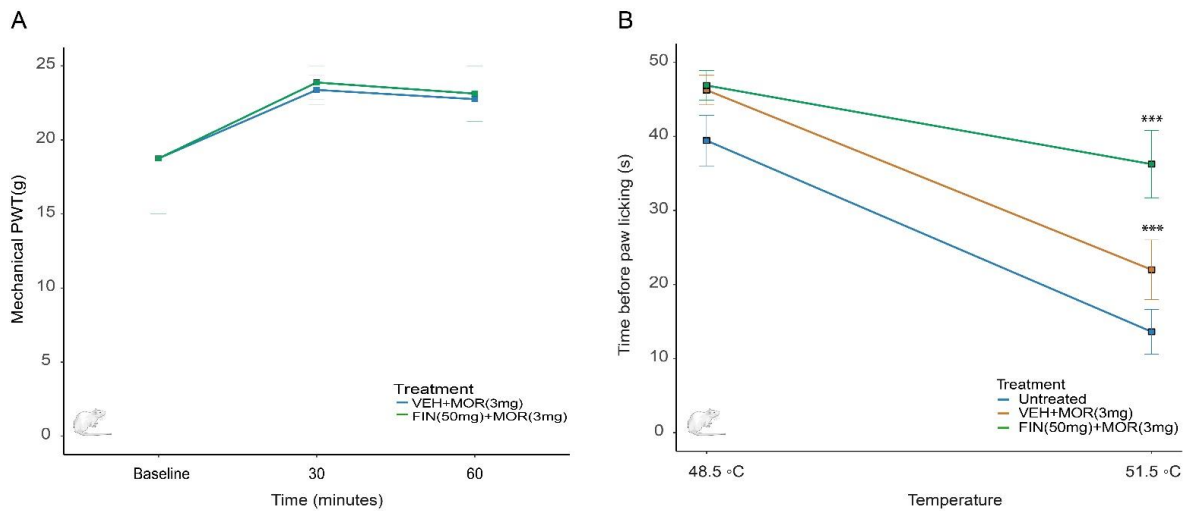 A
Mechanical PWT(g)
25
20
15
10
5
0
Baseline
30
60
Time (minutes)
Treatment
VEH+MOR(3mg)
FIN(50mg)+MOR(3mg)
B
Time before paw licking (s)
50
40
30
20
10
0
***
***
48.5 °C
51.5 °C
Temperature
Treatment
Untreated
VEH+MOR(3mg)
FIN(50mg)+MOR(3mg)